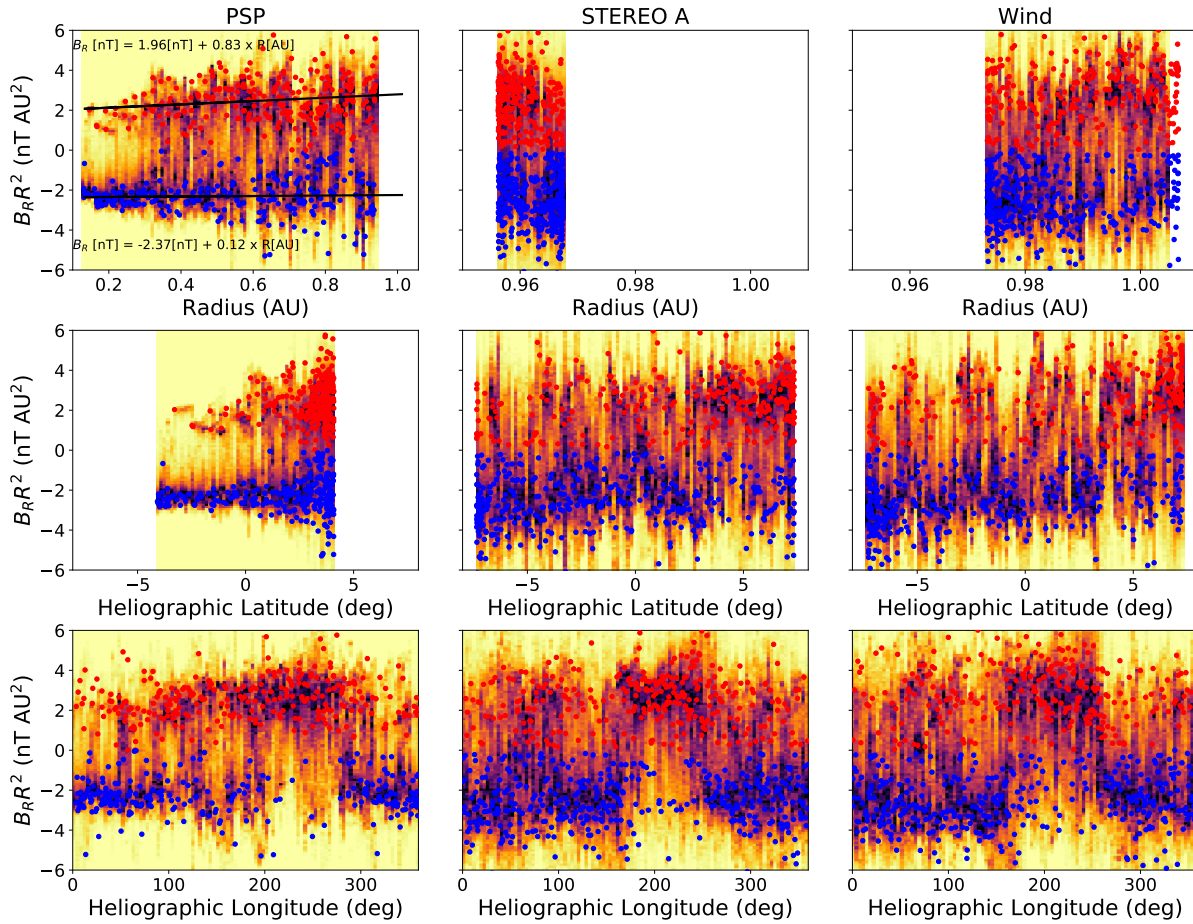 PSP STEREO A Wind
B_R [nT] = 1.96[nT] + 0.83 x R[AU]
B_R [nT] = -2.37[nT] + 0.12 x R[AU]
B_R R^2 (nT AU^2)
6
4
2
0
−2
−4
−6
0.2 0.4 0.6 0.8 1.0
0.96 0.98 1.00
0.96 0.98 1.00
Radius (AU) Radius (AU) Radius (AU)
B_R R^2 (nT AU^2)
6
4
2
0
−2
−4
−6
−5 0 5
−5 0 5
−5 0 5
Heliographic Latitude (deg) Heliographic Latitude (deg) Heliographic Latitude (deg)
B_R R^2 (nT AU^2)
6
4
2
0
−2
−4
−6
0 100 200 300
0 100 200 300
0 100 200 300
Heliographic Longitude (deg) Heliographic Longitude (deg) Heliographic Longitude (deg)